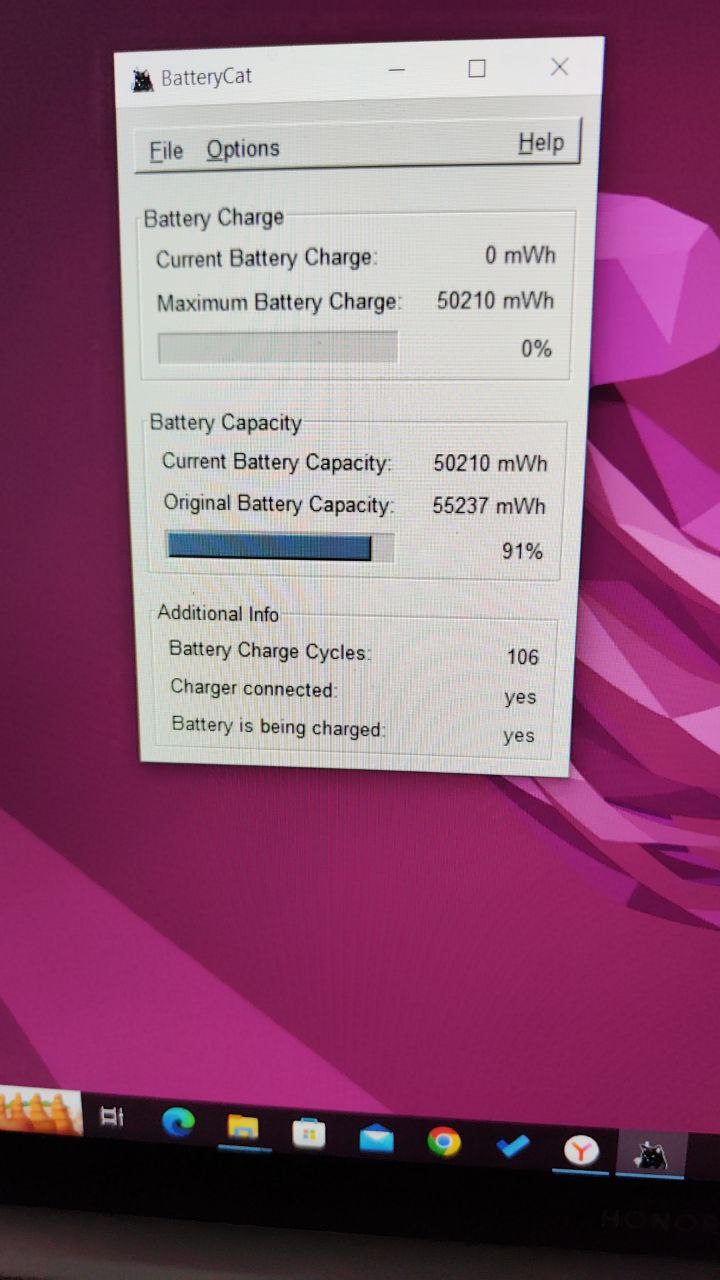 BatteryCat
File Options Help
Battery Charge
Current Battery Charge: 0 mWh
Maximum Battery Charge: 50210 mWh
0%
Battery Capacity
Current Battery Capacity: 50210 mWh
Original Battery Capacity: 55237 mWh
91%
Additional Info
Battery Charge Cycles: 106
Charger connected: yes
Battery is being charged: yes
HONOR